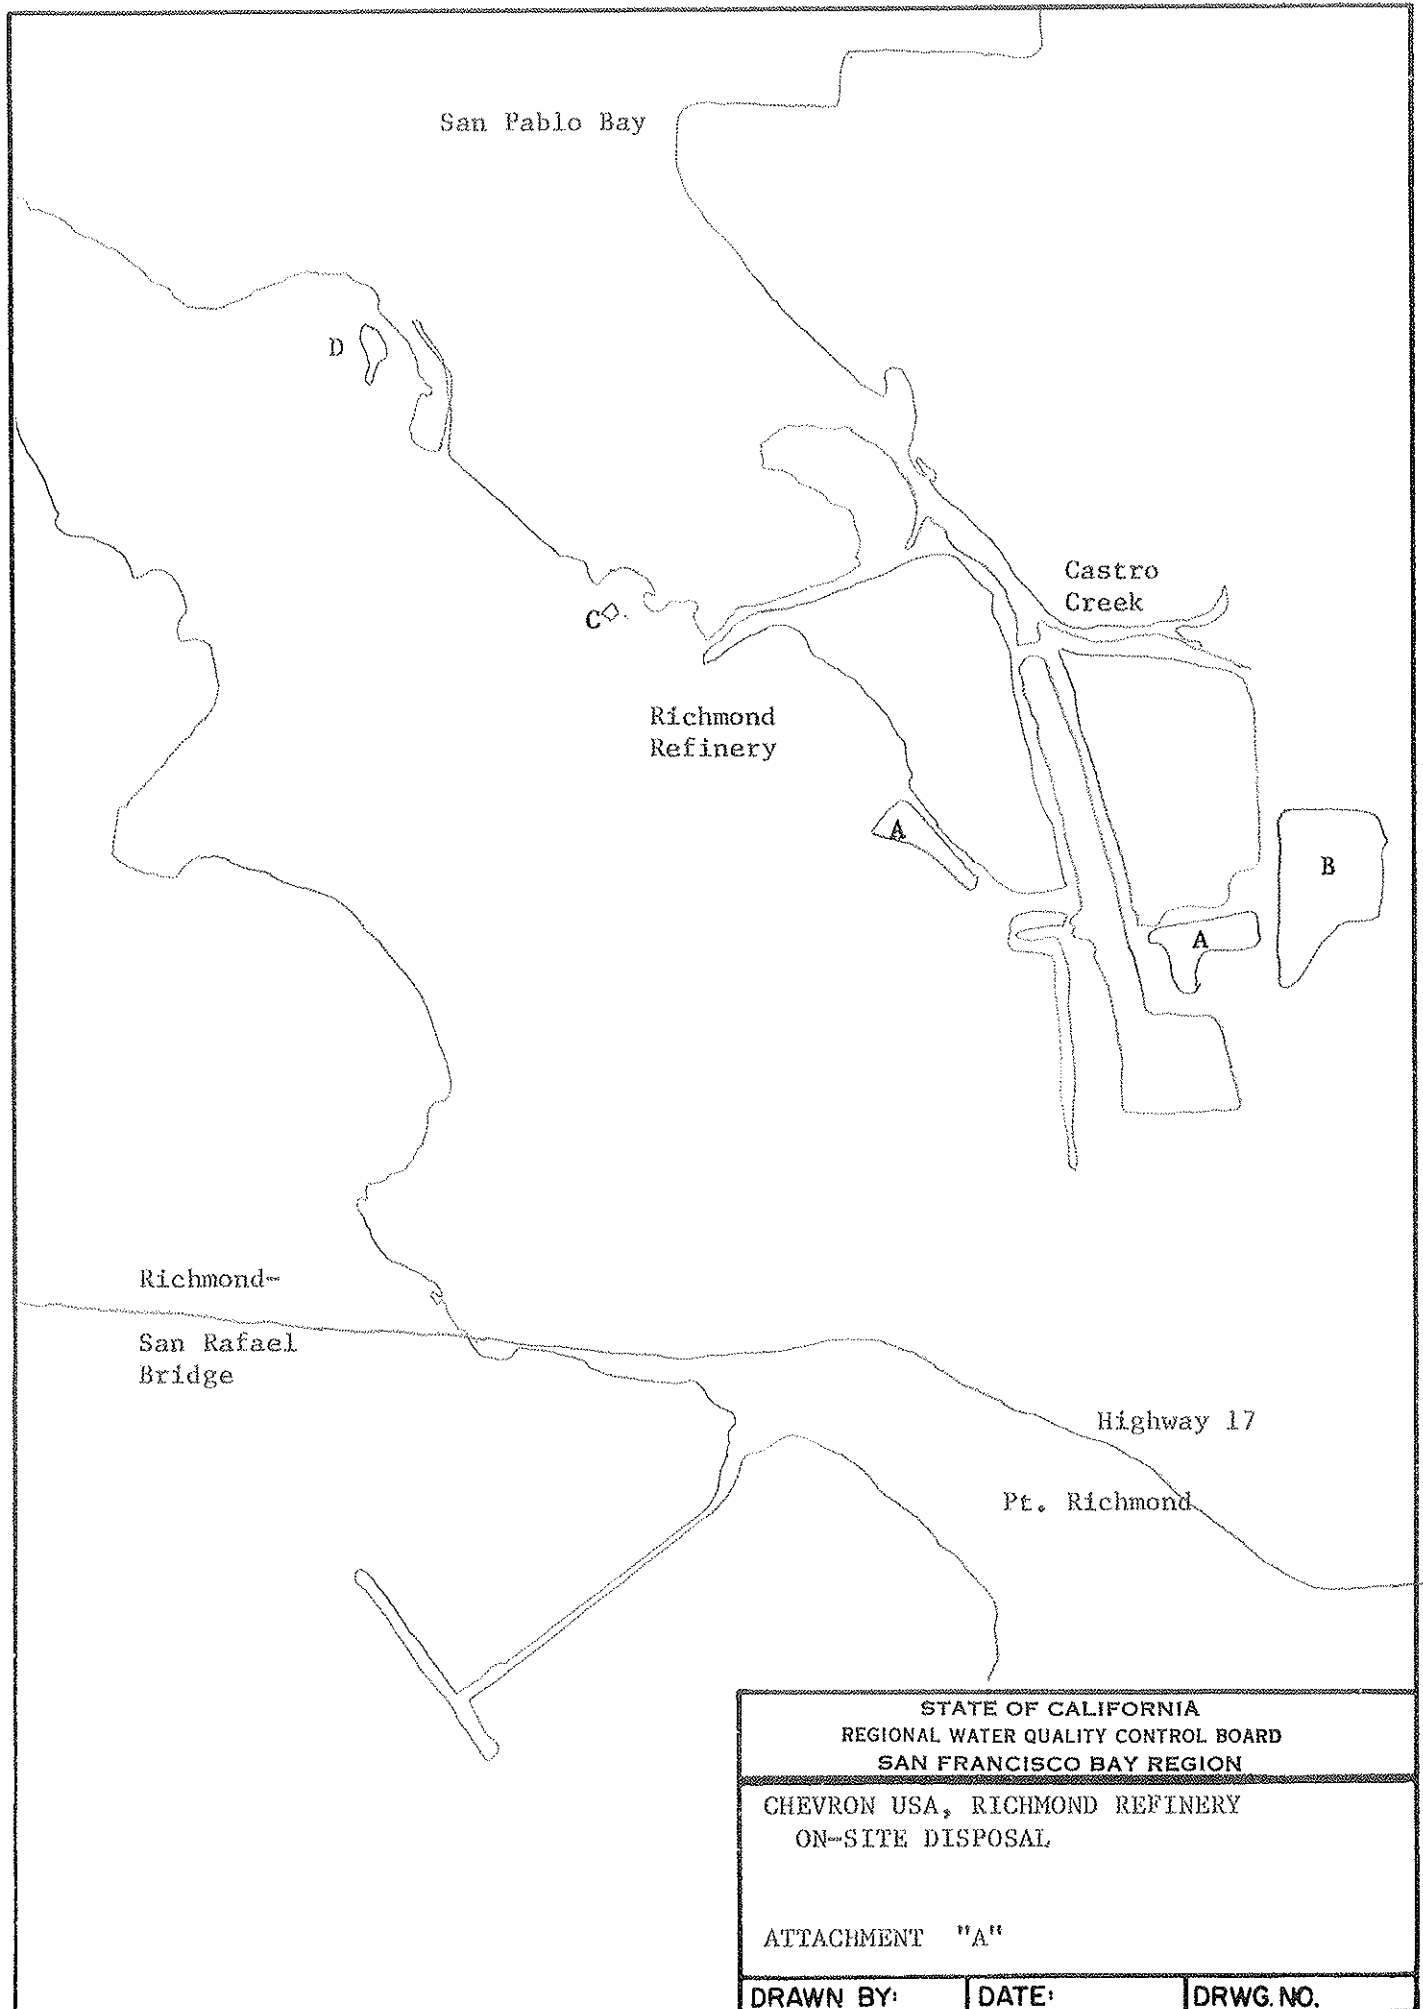 San Pablo Bay
D
Castro
Creek
C
Richmond
Refinery
A
B
A
Richmond-
San Rafael
Bridge
Highway 17
Pt. Richmond
STATE OF CALIFORNIA
REGIONAL WATER QUALITY CONTROL BOARD
SAN FRANCISCO BAY REGION
CHEVRON USA, RICHMOND REFINERY
ON-SITE DISPOSAL
ATTACHMENT "A"
DRAWN BY: DATE: DRWG. NO.